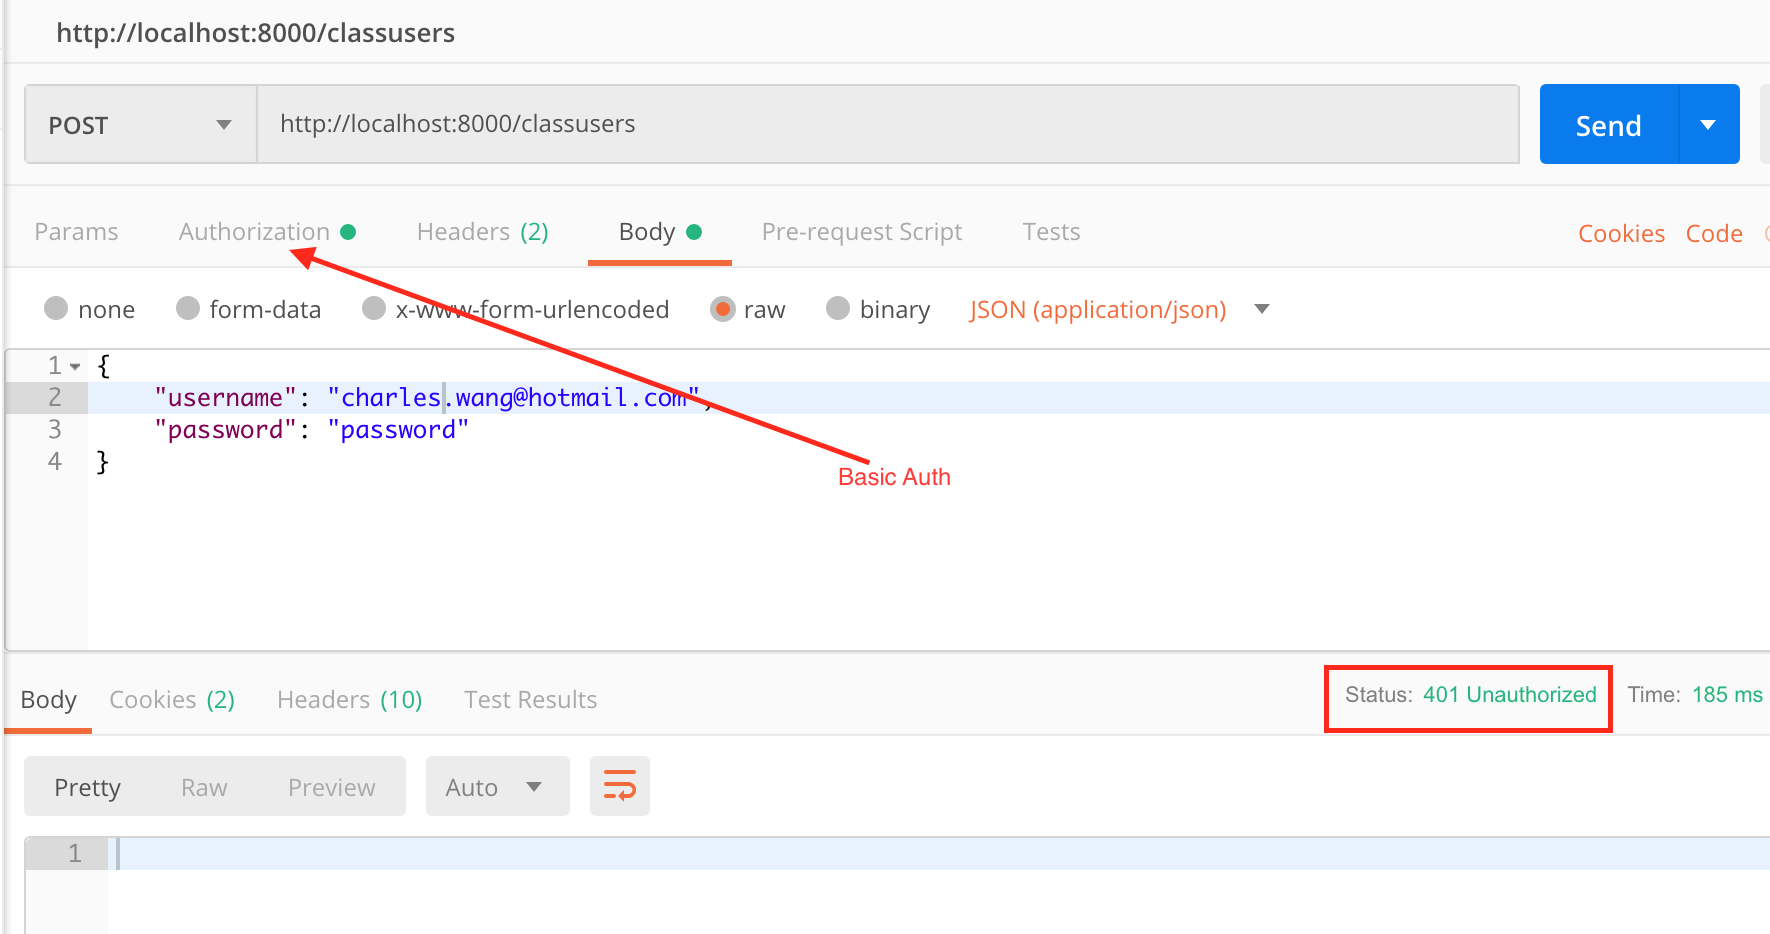 http://localhost:8000/classusers
POST http://localhost:8000/classusers Send
Params Authorization Headers (2) Body Pre-request Script Tests Cookies Code
none form-data x-www-form-urlencoded raw binary JSON (application/json)
1 {
2 "username": "charles.wang@hotmail.com",
3 "password": "password"
4 }
Basic Auth
Body Cookies (2) Headers (10) Test Results Status: 401 Unauthorized Time: 185 ms
Pretty Raw Preview Auto
1